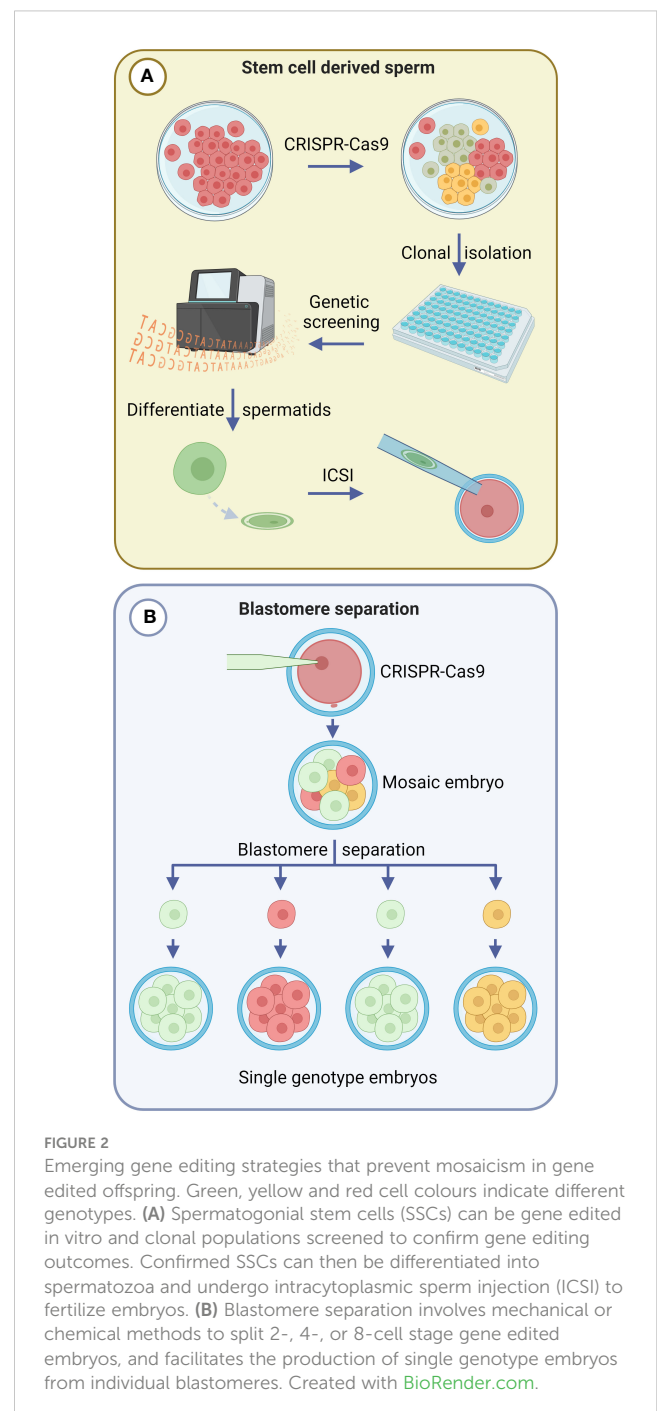 A
Stem cell derived sperm
CRISPR-Cas9
Clonal isolation
Genetic
screening
Differentiate spermatids
ICSI
B
Blastomere separation
CRISPR-Cas9
Mosaic embryo
Blastomere separation
Single genotype embryos
FIGURE 2
Emerging gene editing strategies that prevent mosaicism in gene
edited offspring. Green, yellow and red cell colours indicate different
genotypes. (A) Spermatogonial stem cells (SSCs) can be gene edited
in vitro and clonal populations screened to confirm gene editing
outcomes. Confirmed SSCs can then be differentiated into
spermatozoa and undergo intracytoplasmic sperm injection (ICSI) to
fertilize embryos. (B) Blastomere separation involves mechanical or
chemical methods to split 2-, 4-, or 8-cell stage gene edited
embryos, and facilitates the production of single genotype embryos
from individual blastomeres. Created with BioRender.com.